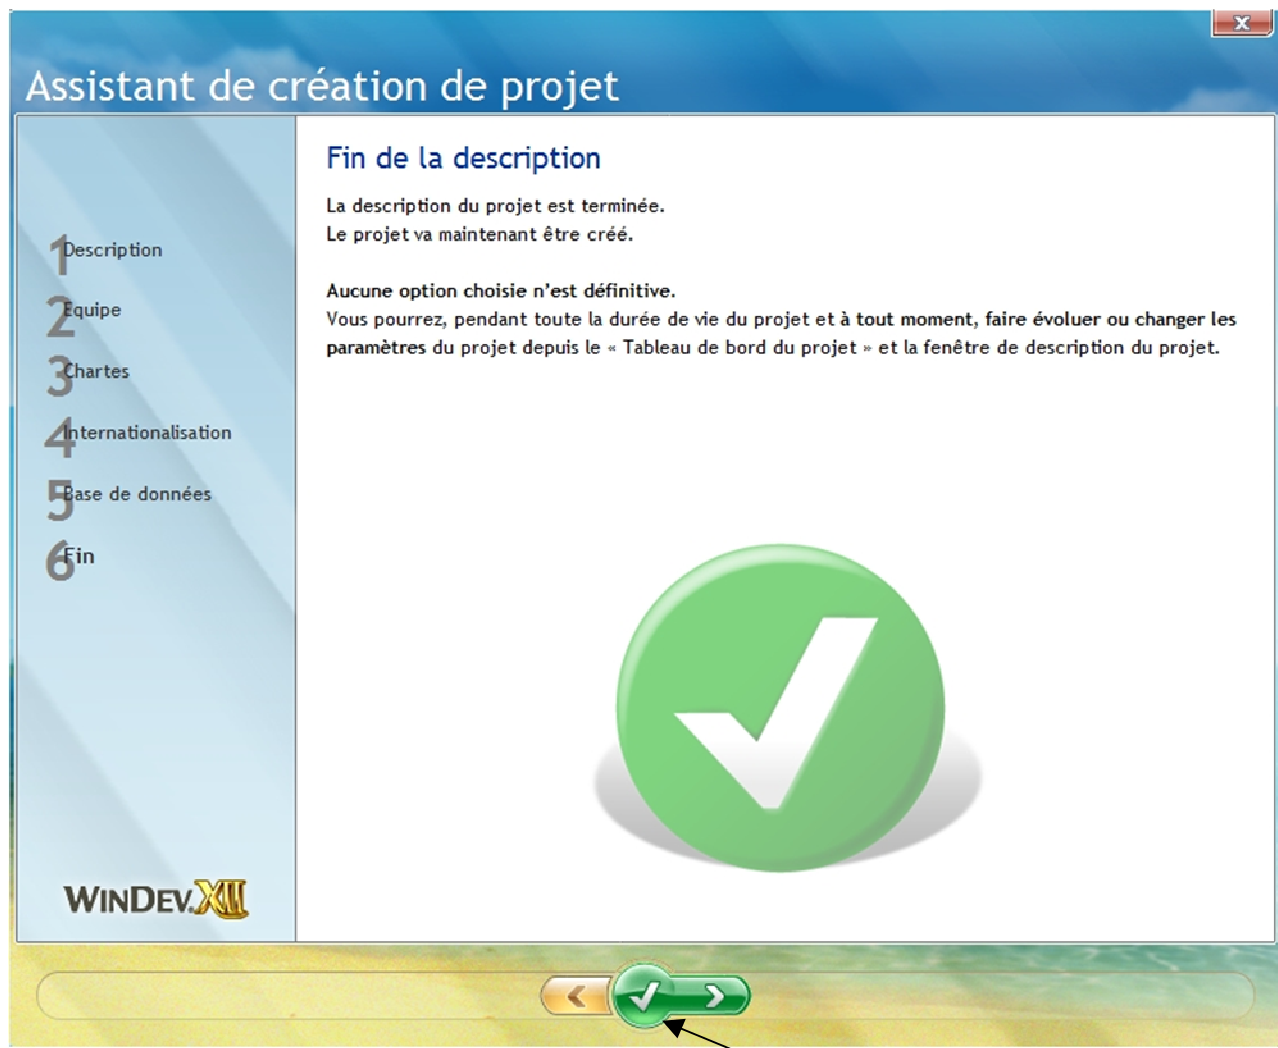 Assistant de création de projet
Fin de la description
La description du projet est terminée.
Le projet va maintenant être créé.
Aucune option choisie n'est définitive.
Vous pourrez, pendant toute la durée de vie du projet et à tout moment, faire évoluer ou changer les
paramètres du projet depuis le « Tableau de bord du projet » et la fenêtre de description du projet.
1 Description
2 Equipe
3 Chartes
4 Internationalisation
5 Base de données
6 Fin
WINDEV. XIII